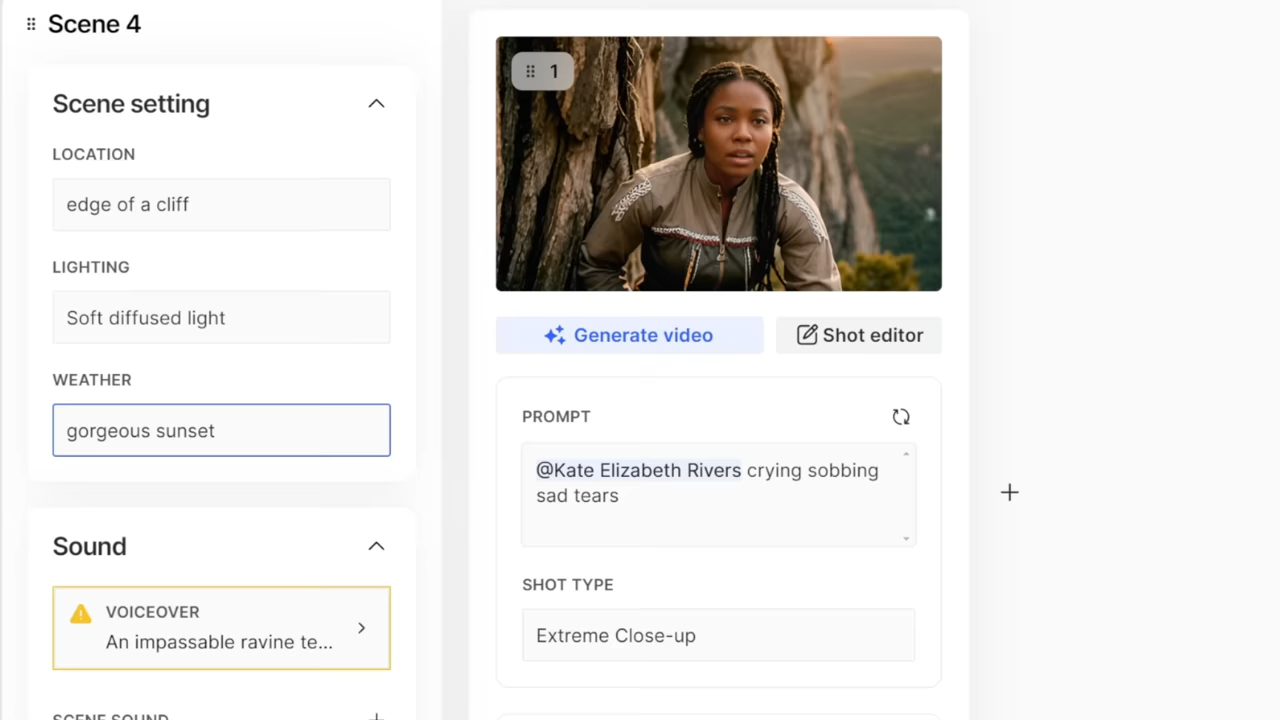 Scene 4
Scene setting
LOCATION
edge of a cliff
LIGHTING
Soft diffused light
WEATHER
gorgeous sunset
Sound
VOICEOVER
An impassable ravine te...
SCENE SOUND
1
Generate video
Shot editor
PROMPT
@Kate Elizabeth Rivers crying sobbing
sad tears
SHOT TYPE
Extreme Close-up